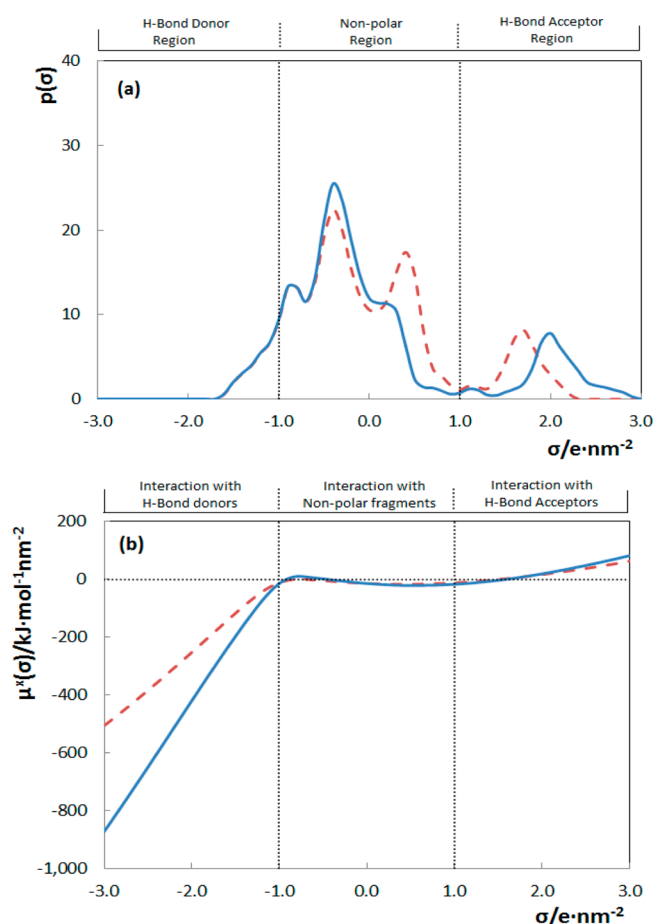 H-Bond Donor Non-polar H-Bond Acceptor
Region Region Region
p(σ)
(a)
40
30
20
10
0
-3.0 -2.0 -1.0 0.0 1.0 2.0 3.0
σ/e·nm⁻²
Interaction with Interaction with Interaction with
H-Bond donors Non-polar fragments H-Bond Acceptors
μˣ(σ)/kJ·mol⁻¹nm⁻²
(b)
200
0
-200
-400
-600
-800
-1,000
-3.0 -2.0 -1.0 0.0 1.0 2.0 3.0
σ/e·nm⁻²